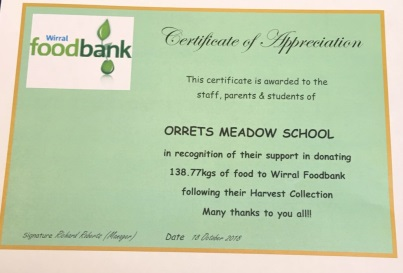 Wirral
foodbank
Certificate of Appreciation
This certificate is awarded to the
staff, parents & students of
ORRETS MEADOW SCHOOL
in recognition of their support in donating
138.77kgs of food to Wirral Foodbank
following their Harvest Collection
Many thanks to you all!!!
Signature Richard Roberts (Manager) Date 18 October 2018